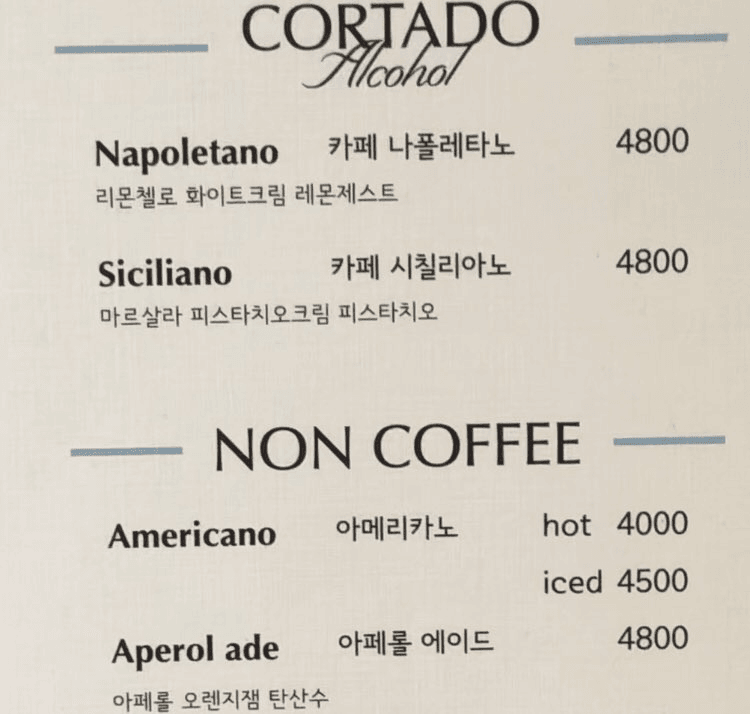 CORTADO
Alcohol
Napoletano 카페 나폴레타노 4800
리몬첼로 화이트크림 레몬제스트
Siciliano 카페 시칠리아노 4800
마르살라 피스타치오크림 피스타치오
NON COFFEE
Americano 아메리카노 hot 4000
iced 4500
Aperol ade 아페롤 에이드 4800
아페롤 오렌지잼 탄산수